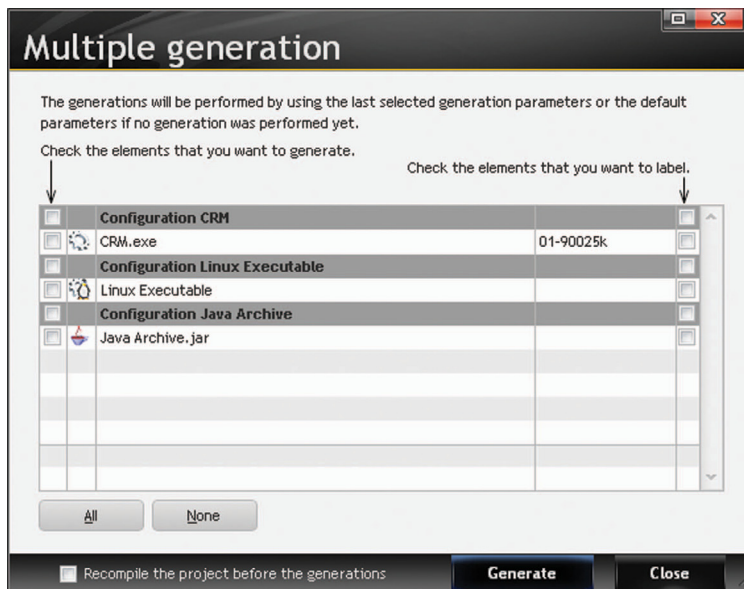 Multiple generation
The generations will be performed by using the last selected generation parameters or the default
parameters if no generation was performed yet.
Check the elements that you want to generate.
Check the elements that you want to label.
Configuration CRM
CRM.exe 01-90025k
Configuration Linux Executable
Linux Executable
Configuration Java Archive
Java Archive.jar
All None
Recompile the project before the generations Generate Close